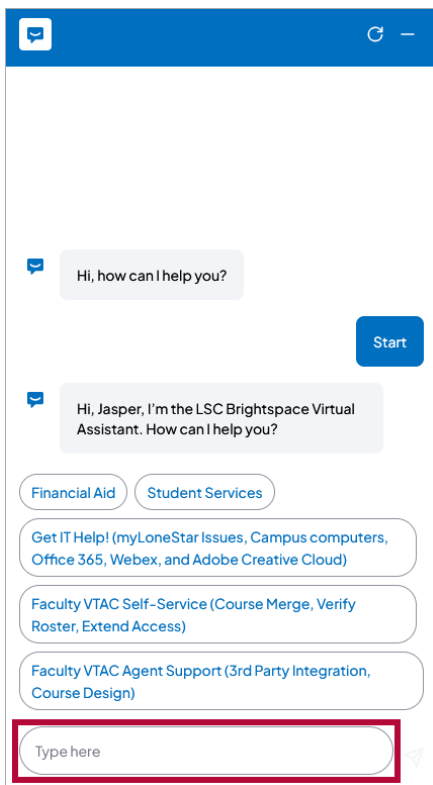 Hi, how can I help you?
Start
Hi, Jasper, I'm the LSC Brightspace Virtual
Assistant. How can I help you?
Financial Aid
Student Services
Get IT Help! (myLoneStar Issues, Campus computers,
Office 365, Webex, and Adobe Creative Cloud)
Faculty VTAC Self-Service (Course Merge, Verify
Roster, Extend Access)
Faculty VTAC Agent Support (3rd Party Integration,
Course Design)
Type here